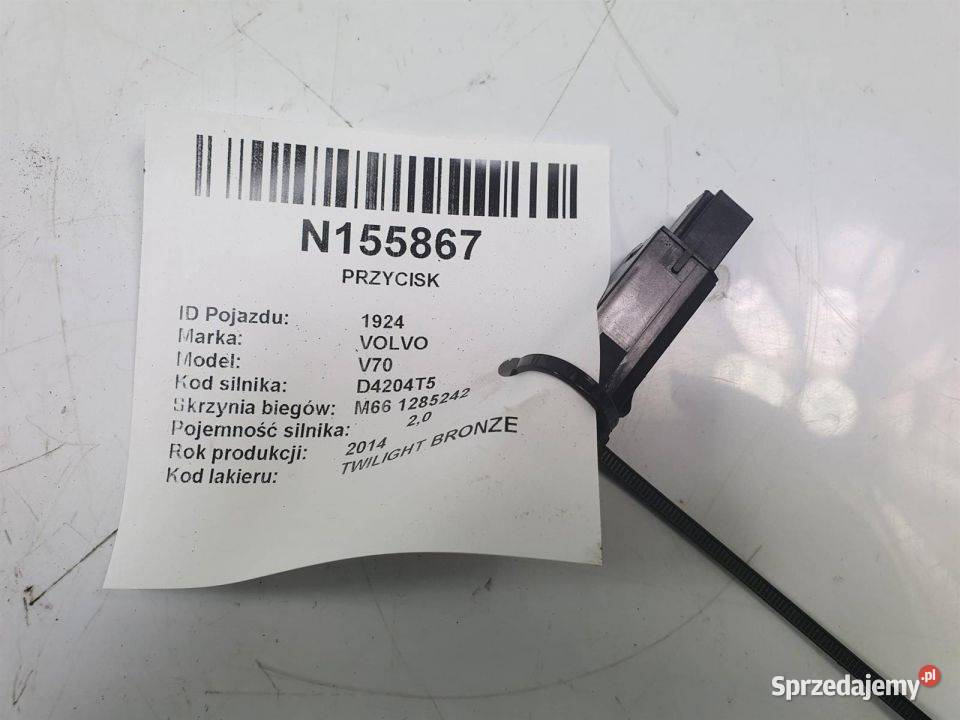 N155867
PRZYCISK
ID Pojazdu: 1924
Marka: VOLVO
Model: V70
Kod silnika: D4204T5
Skrzynia biegów: M66 1285242
Pojemność silnika: 2,0
Rok produkcji: 2014
Kod lakieru: TWILIGHT BRONZE
Sprzedajemy.pl